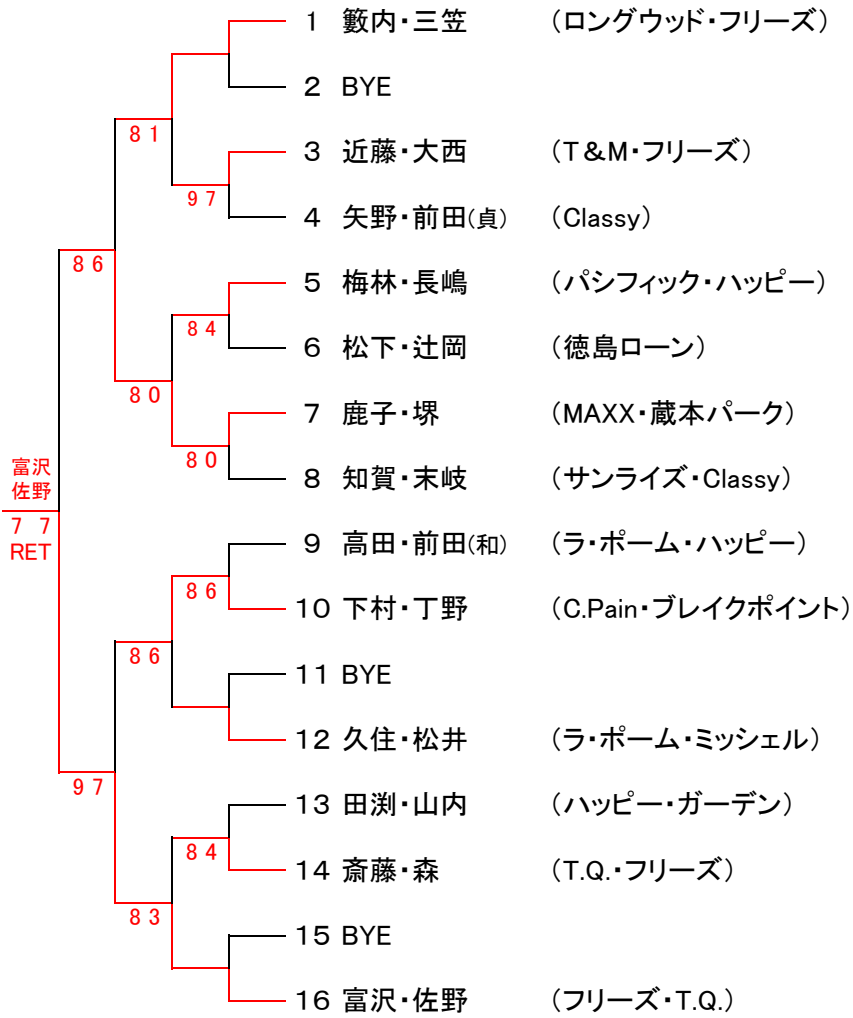 1 籔内・三笠 （ロングウッド・フリーズ）
2 BYE
8 1
3 近藤・大西 （T＆M・フリーズ）
9 7
4 矢野・前田(貞) （Classy）
8 6
5 梅林・長嶋 （パシフィック・ハッピー）
8 4
6 松下・辻岡 （徳島ローン）
8 0
7 鹿子・堺 （MAXX・蔵本パーク）
8 0
8 知賀・末岐 （サンライズ・Classy）
富沢
佐野
7 7
RET
9 高田・前田(和) （ラ・ポーム・ハッピー）
8 6
10 下村・丁野 （C.Pain・ブレイクポイント）
8 6
11 BYE
12 久住・松井 （ラ・ポーム・ミッシェル）
9 7
13 田渕・山内 （ハッピー・ガーデン）
8 4
14 斎藤・森 （T.Q.・フリーズ）
8 3
15 BYE
16 富沢・佐野 （フリーズ・T.Q.）